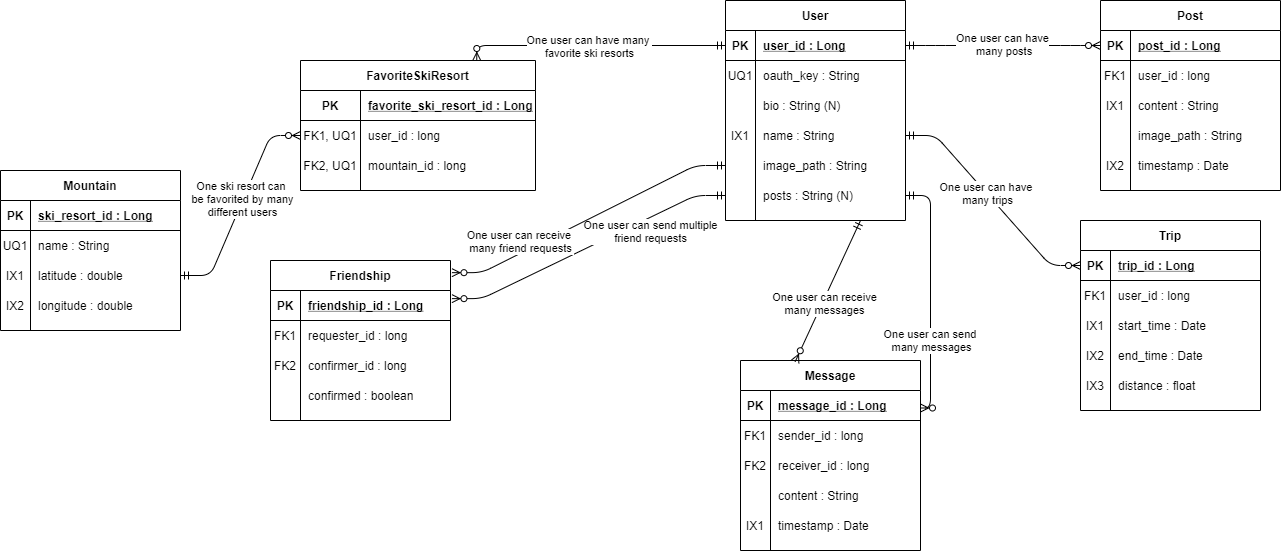 User
PK user_id : Long
UQ1 oauth_key : String
bio : String (N)
IX1 name : String
image_path : String
posts : String (N)
Post
PK post_id : Long
FK1 user_id : long
IX1 content : String
image_path : String
IX2 timestamp : Date
One user can have many
favorite ski resorts
One user can have
many posts
FavoriteSkiResort
PK favorite_ski_resort_id : Long
FK1, UQ1 user_id : long
FK2, UQ1 mountain_id : long
Mountain
PK ski_resort_id : Long
UQ1 name : String
IX1 latitude : double
IX2 longitude : double
One ski resort can
be favorited by many
different users
One user can have
many trips
One user can receive
many friend requests
One user can send multiple
friend requests
Trip
PK trip_id : Long
FK1 user_id : long
IX1 start_time : Date
IX2 end_time : Date
IX3 distance : float
Friendship
PK friendship_id : Long
FK1 requester_id : long
FK2 confirmer_id : long
confirmed : boolean
One user can receive
many messages
One user can send
many messages
Message
PK message_id : Long
FK1 sender_id : long
FK2 receiver_id : long
content : String
IX1 timestamp : Date